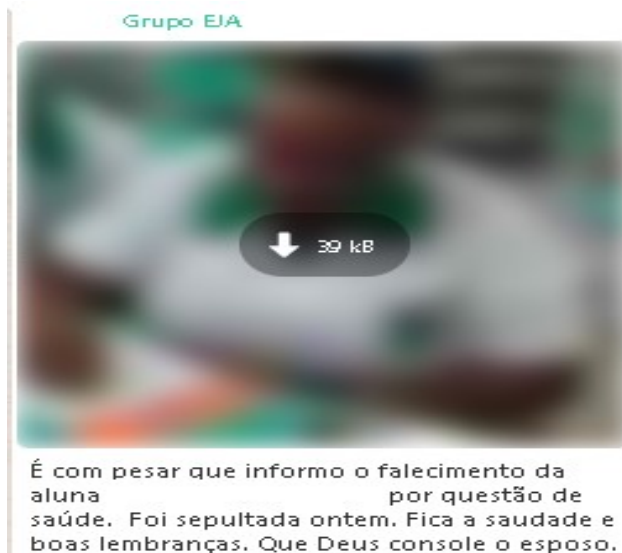 Grupo EJA
39 kB
É com pesar que informo o falecimento da
aluna por questão de
saúde. Foi sepultada ontem. Fica a saudade e
boas lembranças. Que Deus console o esposo.